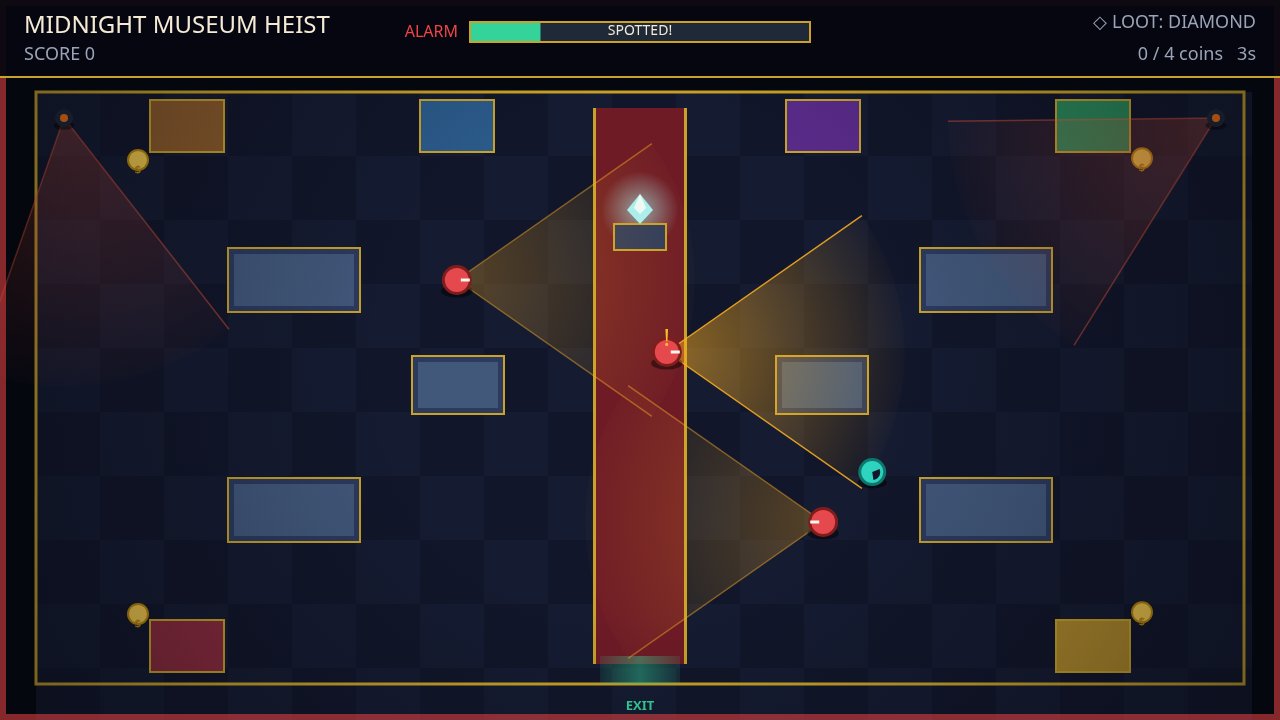 MIDNIGHT MUSEUM HEIST
SCORE 0
ALARM
SPOTTED!
◇ LOOT: DIAMOND
0 / 4 coins 3s
!
$
$
$
$
EXIT